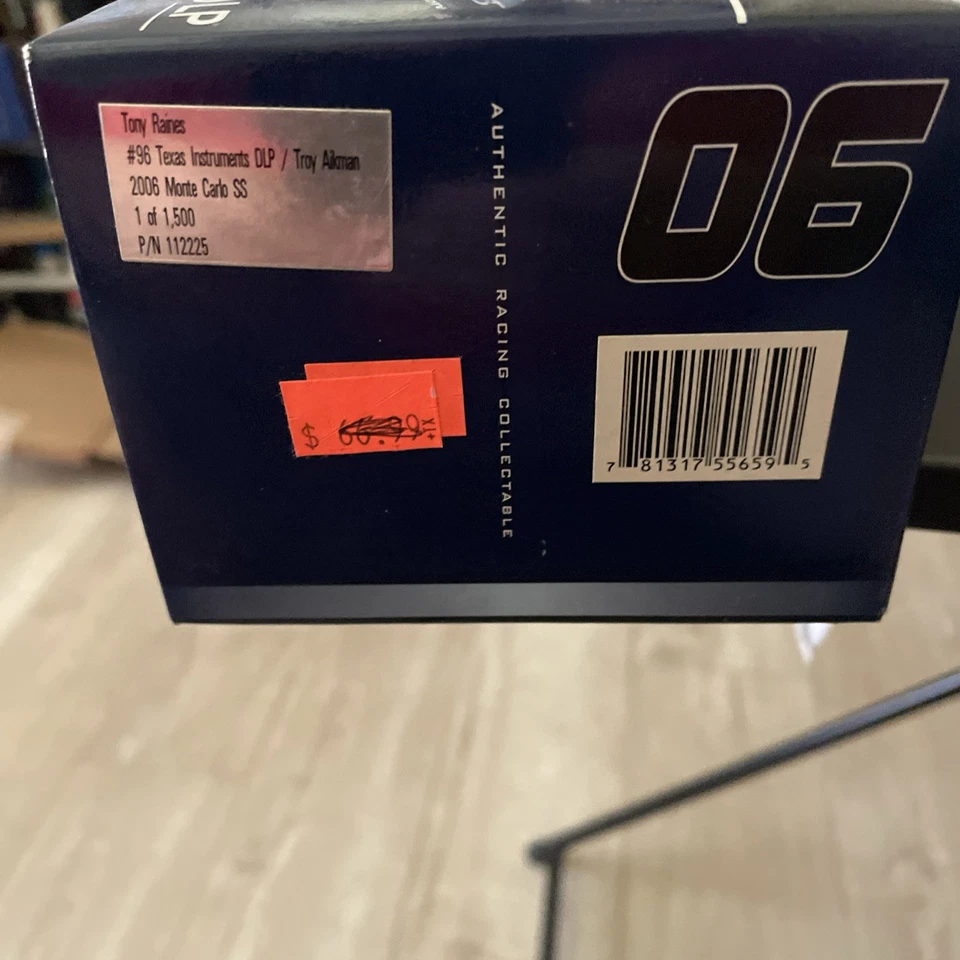 DLP
Tony Raines
#96 Texas Instruments DLP / Troy Aikman
2006 Monte Carlo SS
1 of 1,500
P/N 112225
AUTHENTIC RACING COLLECTABLE
06
$
7 81317 55659 5